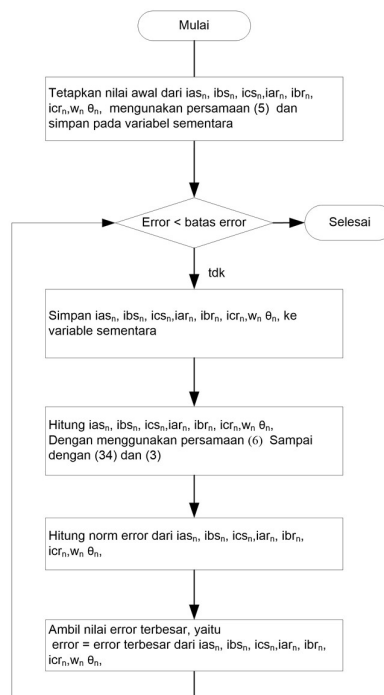 Mulai
Tetapkan nilai awal dari iasₙ, ibsₙ, icsₙ,iarₙ, ibrₙ,
icrₙ,wₙ θₙ, mengunakan persamaan (5) dan
simpan pada variabel sementara
Error < batas error
Selesai
tdk
Simpan iasₙ, ibsₙ, icsₙ,iarₙ, ibrₙ, icrₙ,wₙ θₙ, ke
variable sementara
Hitung iasₙ, ibsₙ, icsₙ,iarₙ, ibrₙ, icrₙ,wₙ θₙ,
Dengan menggunakan persamaan (6) Sampai
dengan (34) dan (3)
Hitung norm error dari iasₙ, ibsₙ, icsₙ,iarₙ, ibrₙ,
icrₙ,wₙ θₙ,
Ambil nilai error terbesar, yaitu
error = error terbesar dari iasₙ, ibsₙ, icsₙ,iarₙ, ibrₙ,
icrₙ,wₙ θₙ,